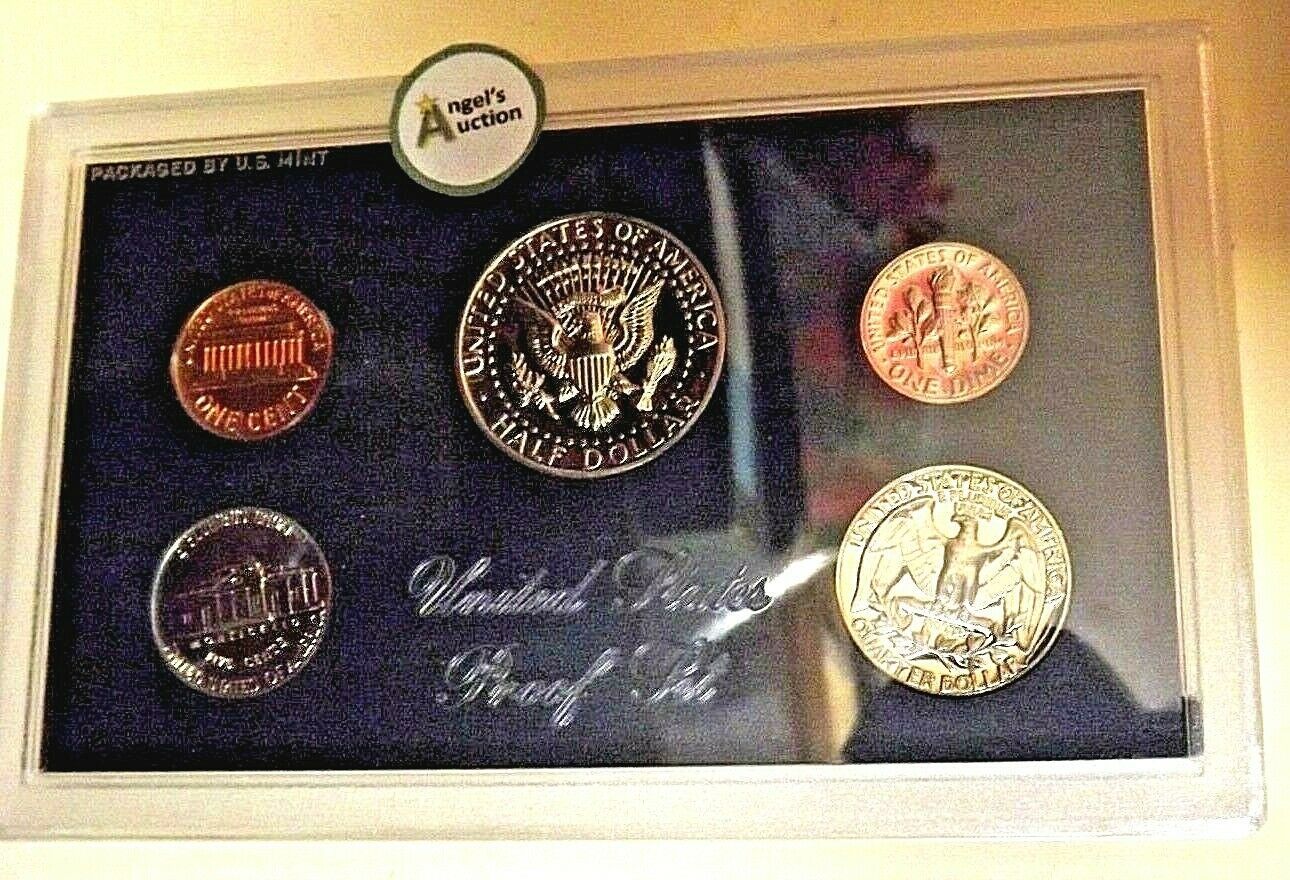 Angel's
Auction
PACKAGED BY U.S. MINT
UNITED STATES OF AMERICA
HALF DOLLAR
ONE CENT
UNITED STATES OF AMERICA
ONE DIME
UNITED STATES OF AMERICA
E PLURIBUS
QUARTER DOLLAR
FIVE CENTS
United States
Proof Set